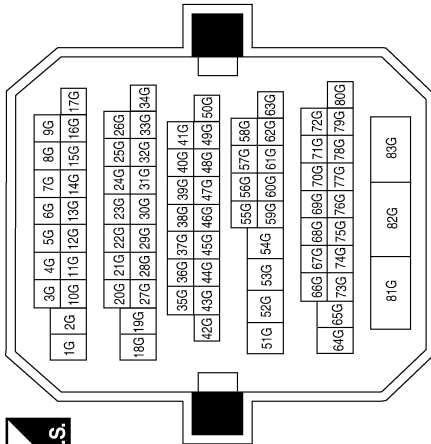 .S.
3G 4G 5G 6G 7G 8G 9G
1G 2G
10G 11G 12G 13G 14G 15G 16G 17G
20G 21G 22G 23G 24G 25G 26G
18G 19G
27G 28G 29G 30G 31G 32G 33G 34G
35G 36G 37G 38G 39G 40G 41G
42G 43G 44G 45G 46G 47G 48G 49G 50G
55G 56G 57G 58G
51G 52G 53G 54G
59G 60G 61G 62G 63G
66G 67G 68G 69G 70G 71G 72G
64G 65G 73G 74G 75G 76G 77G 78G 79G 80G
81G 82G 83G